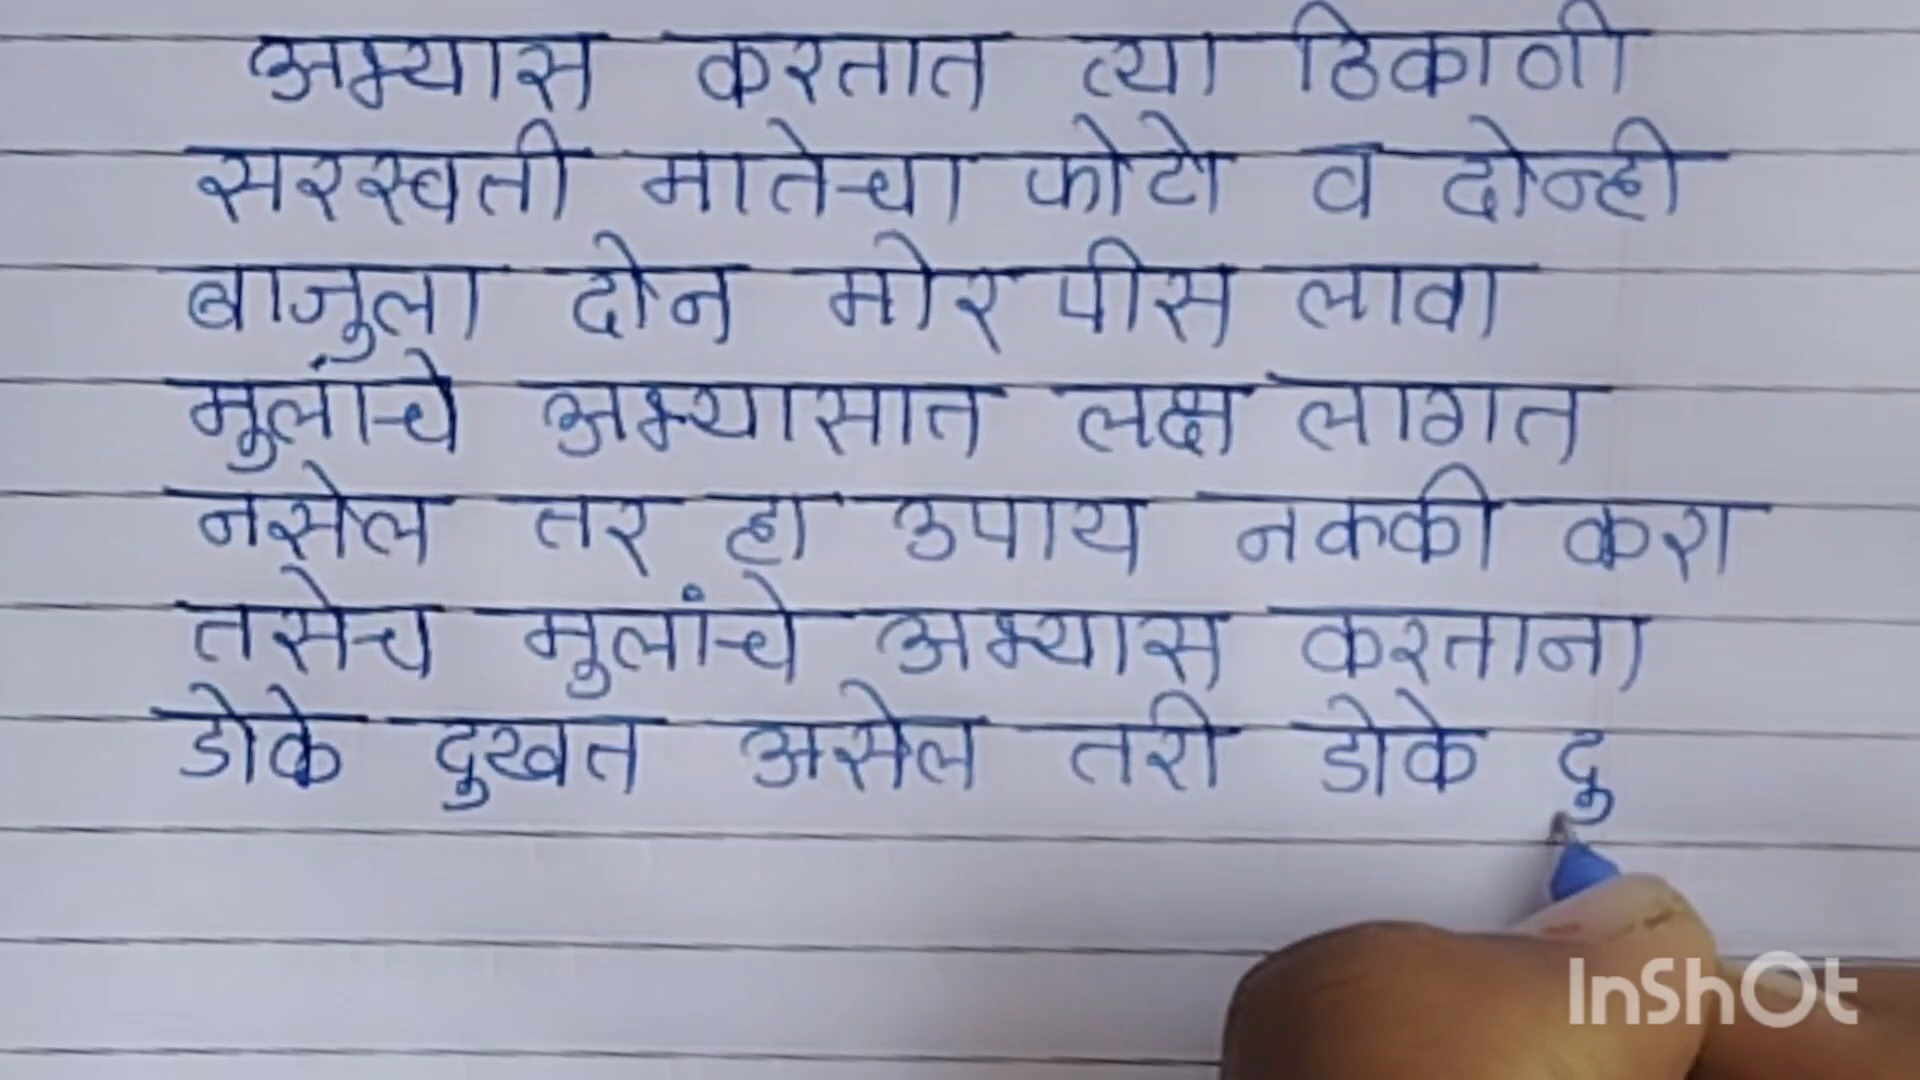 अभ्यास करतात त्या ठिकाणी
सरस्वती मातेचा फोटो व दोन्ही
बाजुला दोन मोर पीस लावा
मुलांचे अभ्यासात लक्ष लागत
नसेल तर हा उपाय नक्की करा
तसेच मुलांचे अभ्यास करताना
डोके दुखत असेल तरी डोके दु
InShOt